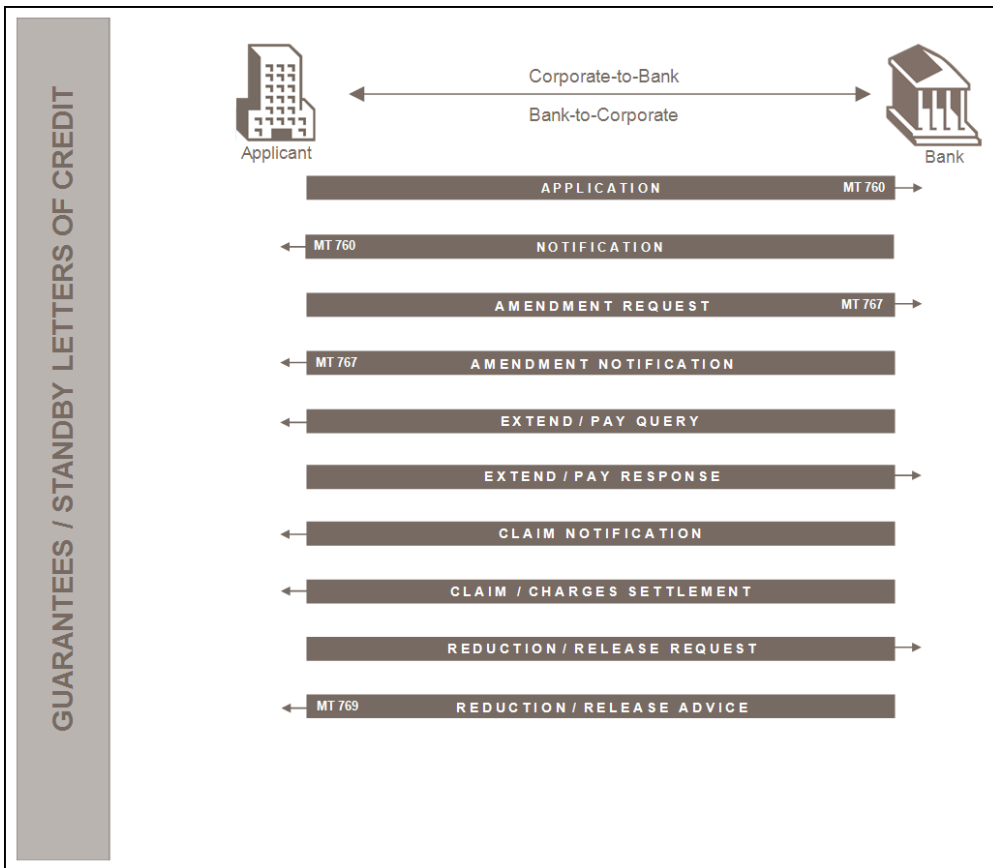 GUARANTEES / STANDBY LETTERS OF CREDIT
Corporate-to-Bank
Bank-to-Corporate
Applicant
Bank
APPLICATION MT 760
MT 760 NOTIFICATION
AMENDMENT REQUEST MT 767
MT 767 AMENDMENT NOTIFICATION
EXTEND / PAY QUERY
EXTEND / PAY RESPONSE
CLAIM NOTIFICATION
CLAIM / CHARGES SETTLEMENT
REDUCTION / RELEASE REQUEST
MT 769 REDUCTION / RELEASE ADVICE